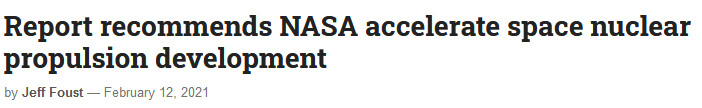 Report recommends NASA accelerate space nuclear
propulsion development
by Jeff Foust — February 12, 2021